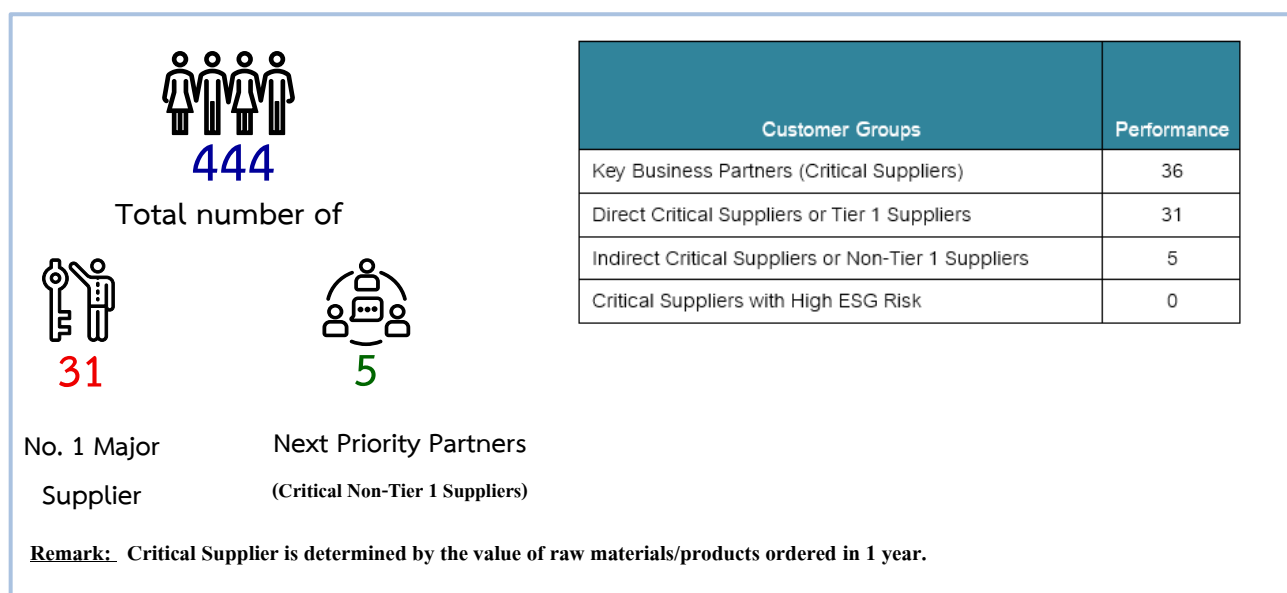 444
Total number of
31
5
No. 1 Major
Supplier
Next Priority Partners
(Critical Non-Tier 1 Suppliers)
Customer Groups Performance
Key Business Partners (Critical Suppliers) 36
Direct Critical Suppliers or Tier 1 Suppliers 31
Indirect Critical Suppliers or Non-Tier 1 Suppliers 5
Critical Suppliers with High ESG Risk 0
Remark: Critical Supplier is determined by the value of raw materials/products ordered in 1 year.